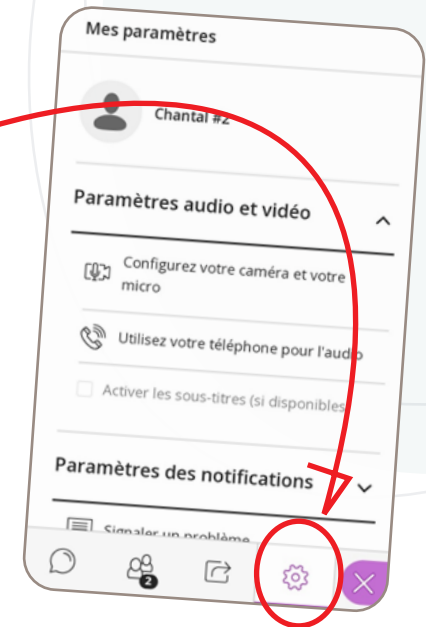 Mes paramètres
Chantal #2
Paramètres audio et vidéo
Configurez votre caméra et votre
micro
Utilisez votre téléphone pour l'audio
Activer les sous-titres (si disponibles)
Paramètres des notifications
Signaler un problème
2